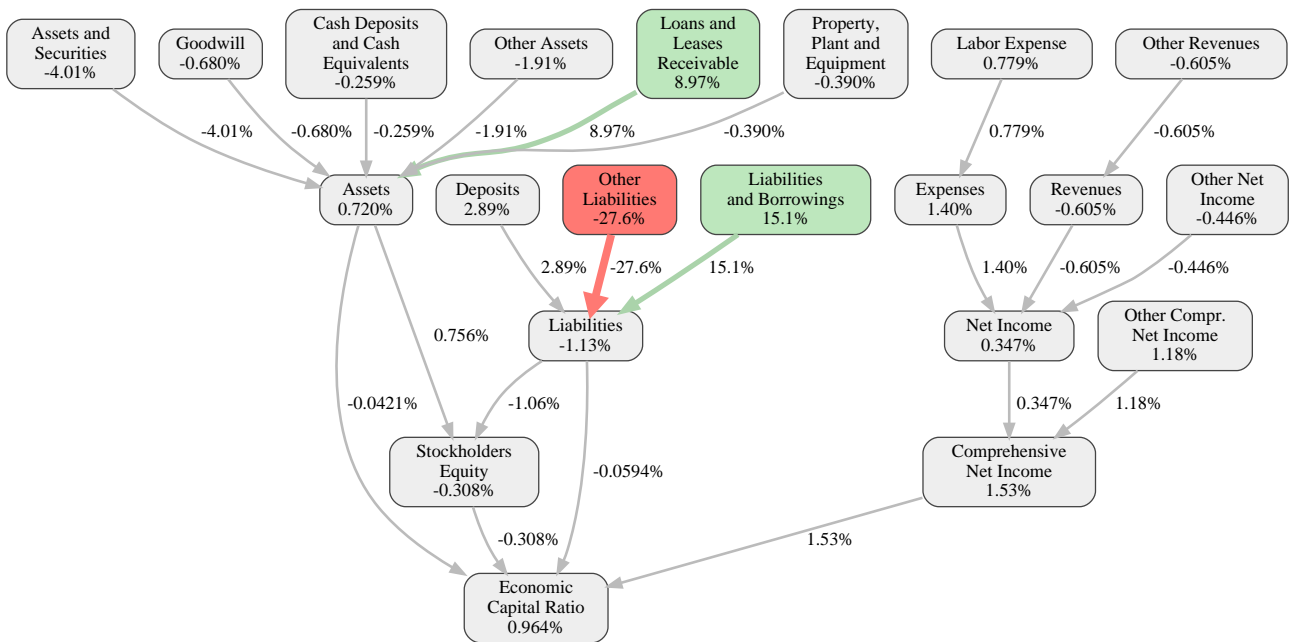 Assets and
Securities
-4.01%
Goodwill
-0.680%
Cash Deposits
and Cash
Equivalents
-0.259%
Other Assets
-1.91%
Loans and
Leases
Receivable
8.97%
Property,
Plant and
Equipment
-0.390%
Labor Expense
0.779%
Other Revenues
-0.605%
-4.01%
-0.680%
-0.259%
-1.91%
8.97%
-0.390%
0.779%
-0.605%
Assets
0.720%
Deposits
2.89%
Other
Liabilities
-27.6%
Liabilities
and Borrowings
15.1%
Expenses
1.40%
Revenues
-0.605%
Other Net
Income
-0.446%
2.89%
-27.6%
15.1%
1.40%
-0.605%
-0.446%
Liabilities
-1.13%
Net Income
0.347%
Other Compr.
Net Income
1.18%
0.756%
-0.0421%
-1.06%
0.347%
1.18%
Stockholders
Equity
-0.308%
-0.0594%
Comprehensive
Net Income
1.53%
-0.308%
1.53%
Economic
Capital Ratio
0.964%